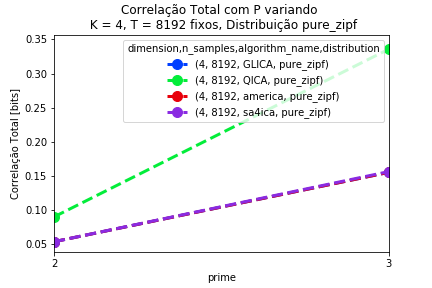 Correlação Total com P variando
K = 4, T = 8192 fixos, Distribuição pure_zipf
Correlação Total [bits]
0.35
0.30
0.25
0.20
0.15
0.10
0.05
dimension,n_samples,algorithm_name,distribution
(4, 8192, GLICA, pure_zipf)
(4, 8192, QICA, pure_zipf)
(4, 8192, america, pure_zipf)
(4, 8192, sa4ica, pure_zipf)
2 3
prime